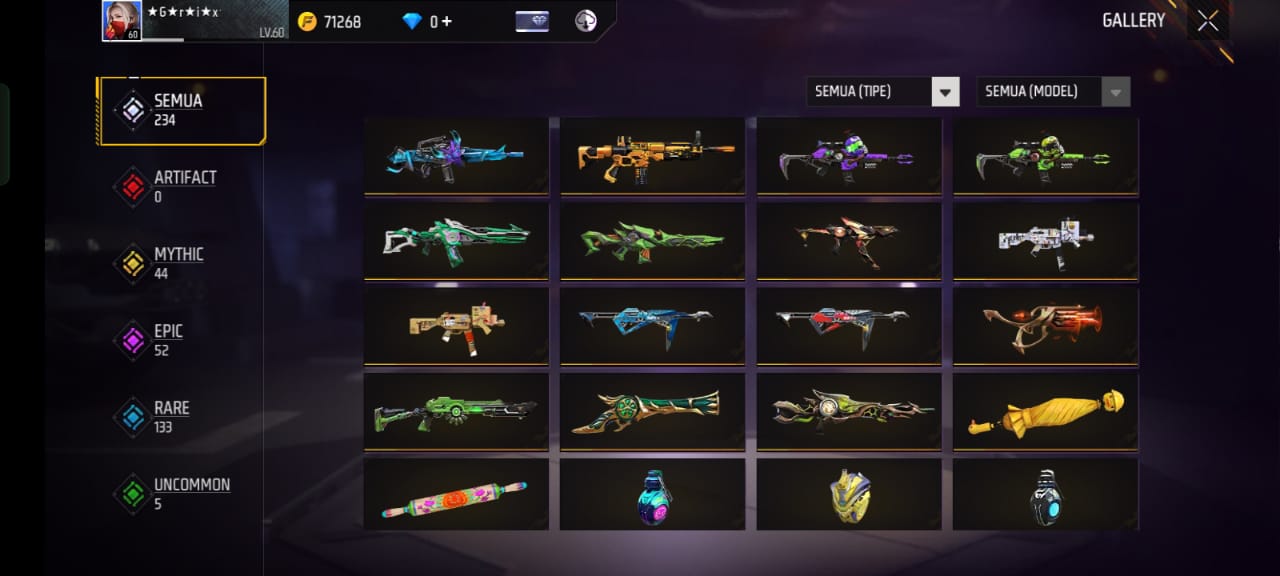 ★G★r★i★x
60
LV.60
71268
0 +
GALLERY
SEMUA
234
SEMUA (TIPE)
SEMUA (MODEL)
ARTIFACT
0
MYTHIC
44
EPIC
52
RARE
133
UNCOMMON
5